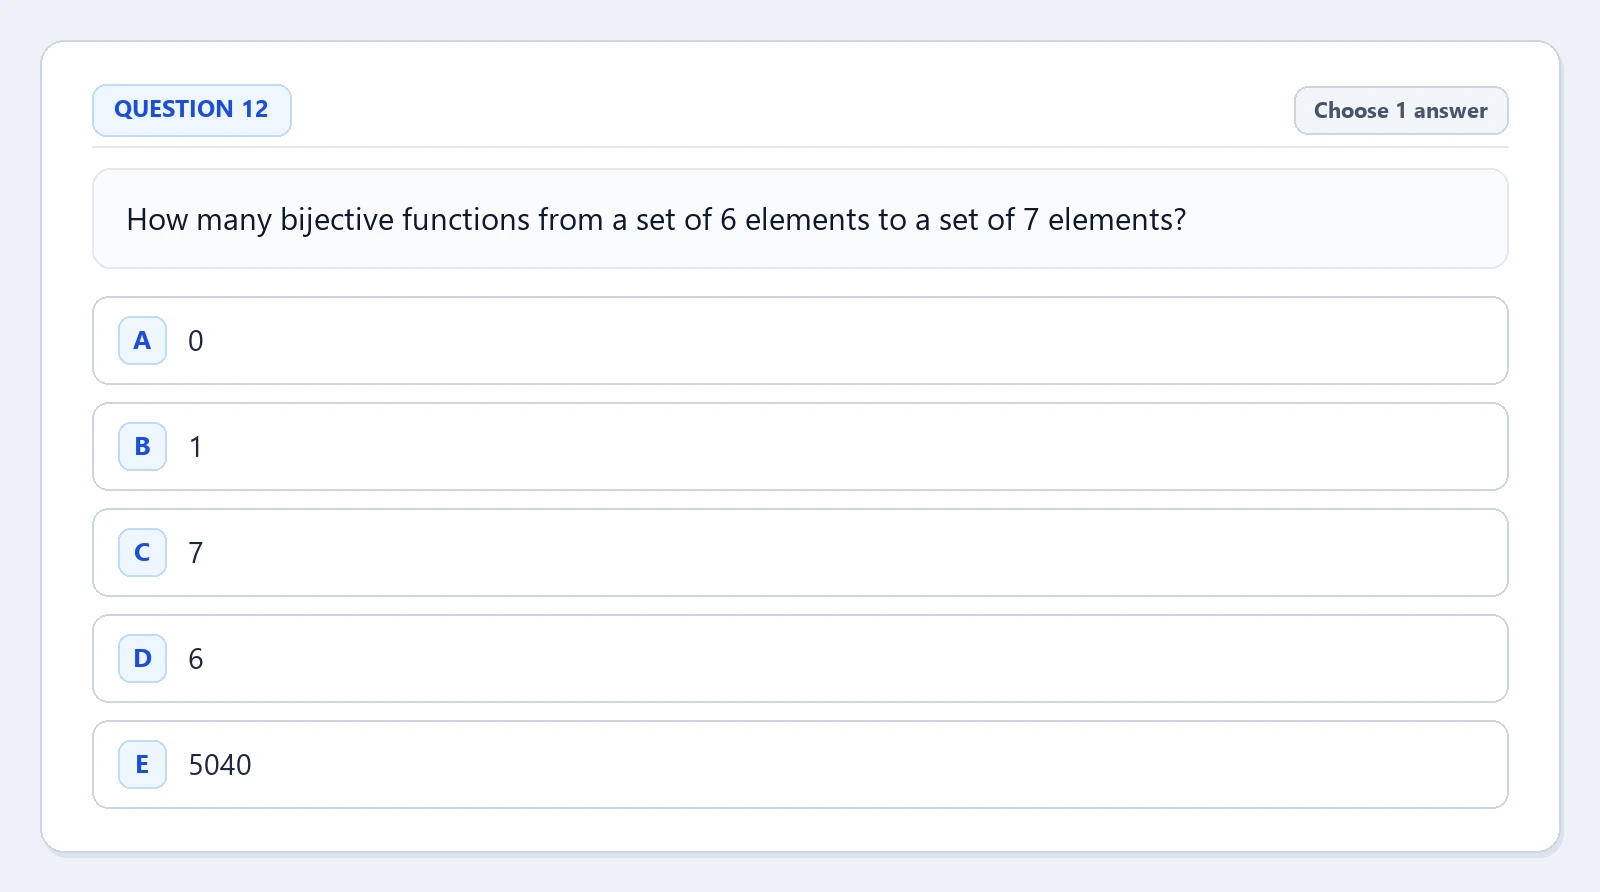 QUESTION 12
Choose 1 answer
How many bijective functions from a set of 6 elements to a set of 7 elements?
A 0
B 1
C 7
D 6
E 5040